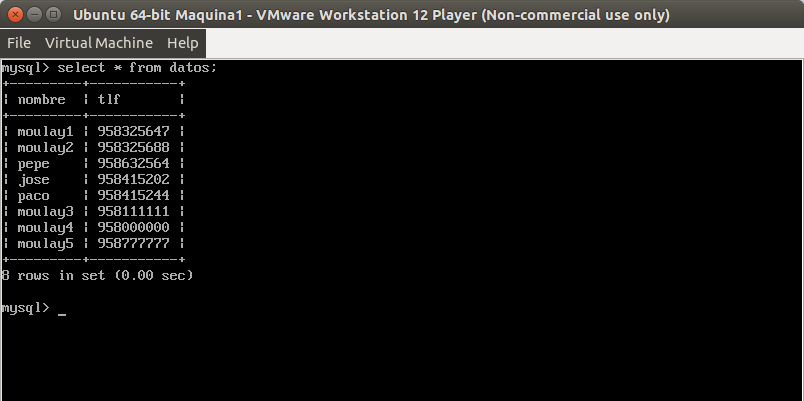 Ubuntu 64-bit Maquina1 - VMware Workstation 12 Player (Non-commercial use only)
File Virtual Machine Help
mysql> select * from datos;
+---------+-----------+
| nombre  | tlf       |
+---------+-----------+
| moulay1 | 958325647 |
| moulay2 | 958325688 |
| pepe    | 958632564 |
| jose    | 958415202 |
| paco    | 958415244 |
| moulay3 | 958111111 |
| moulay4 | 958000000 |
| moulay5 | 958777777 |
+---------+-----------+
8 rows in set (0.00 sec)
mysql> _